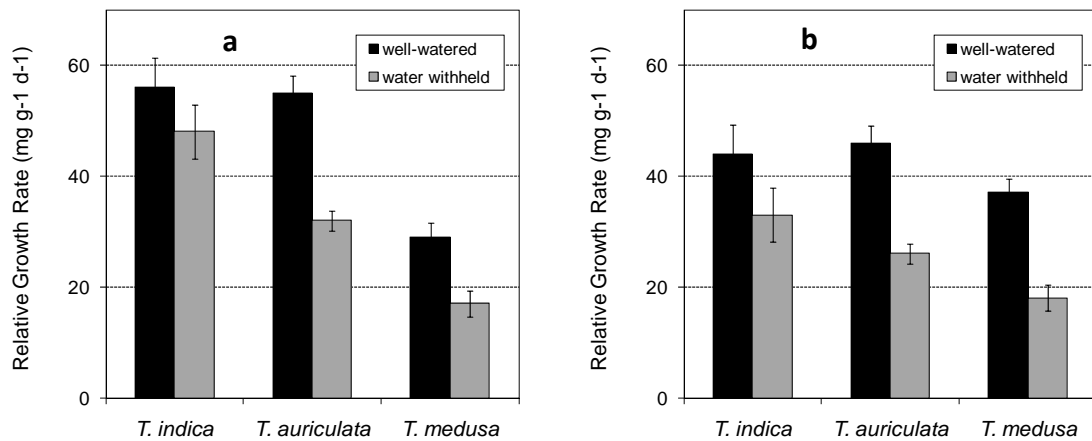 a
well-watered
water withheld
Relative Growth Rate (mg g-1 d-1)
60
40
20
0
T. indica T. auriculata T. medusa
b
well-watered
water withheld
Relative Growth Rate (mg g-1 d-1)
60
40
20
0
T. indica T. auriculata T. medusa